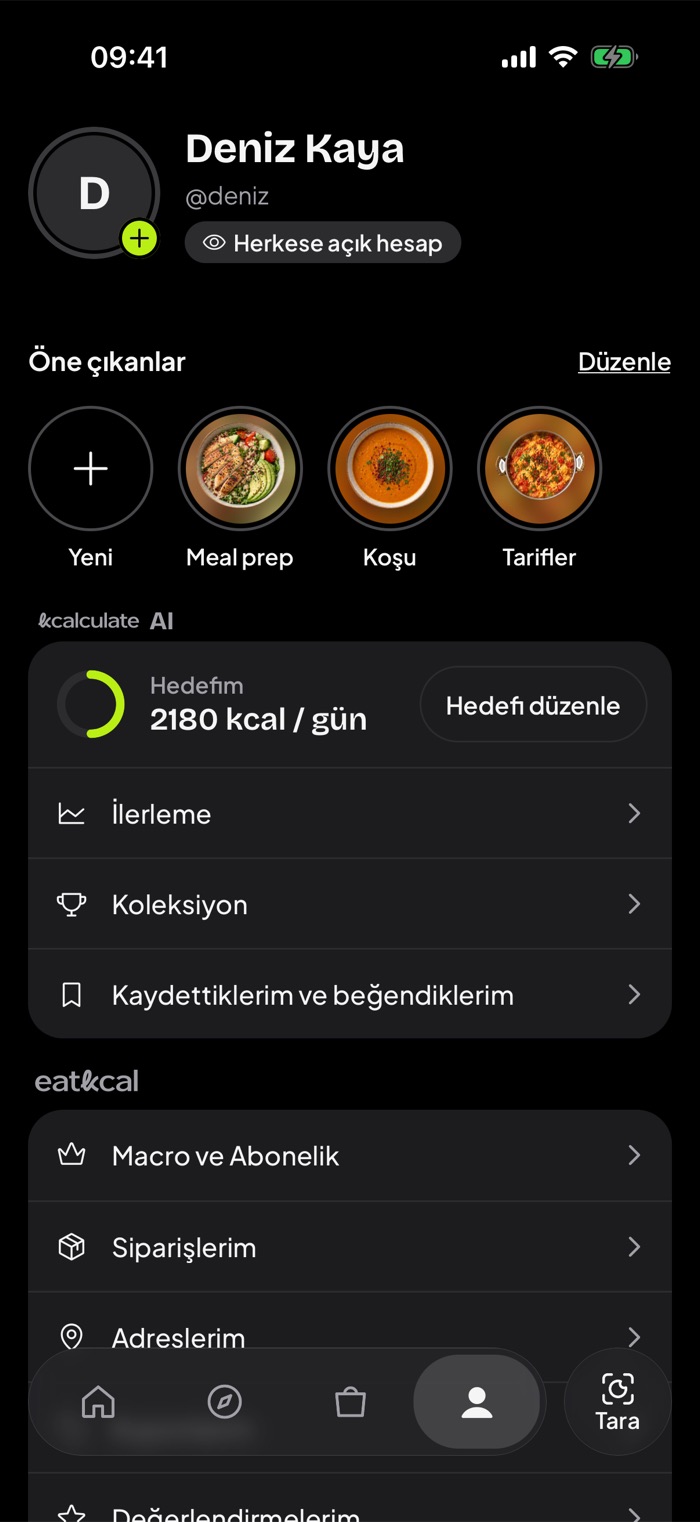 09:41
Deniz Kaya
D
@deniz
Herkese açık hesap
Öne çıkanlar
Düzenle
Yeni
Meal prep
Koşu
Tarifler
kcalculate AI
Hedefim
2180 kcal / gün
Hedefi düzenle
İlerleme
Koleksiyon
Kaydettiklerim ve beğendiklerim
eatkcal
Macro ve Abonelik
Siparişlerim
Adreslerim
Tara
Değerlendirmelerim